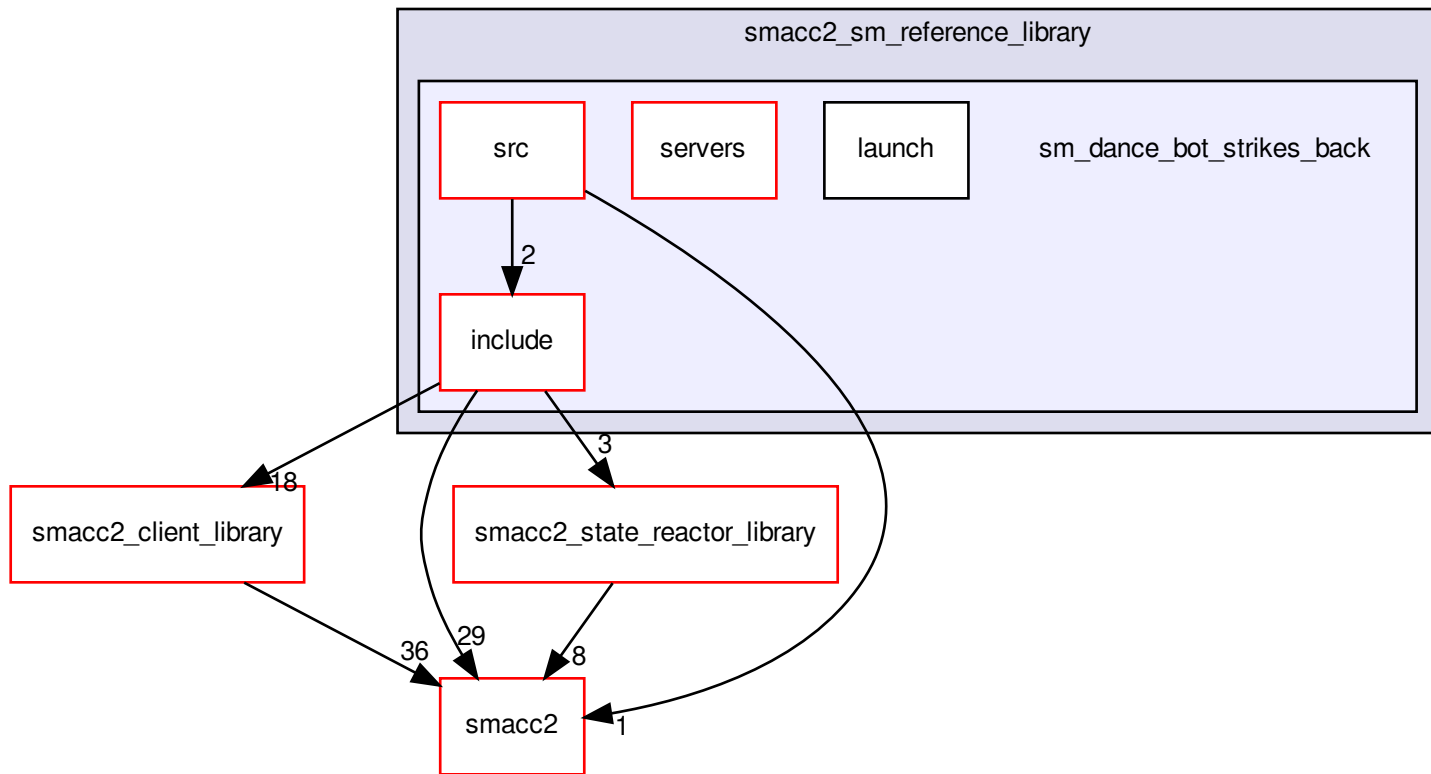 smacc2_sm_reference_library
src
servers
launch
sm_dance_bot_strikes_back
2
include
3
18
smacc2_client_library
smacc2_state_reactor_library
36
29
8
smacc2
1